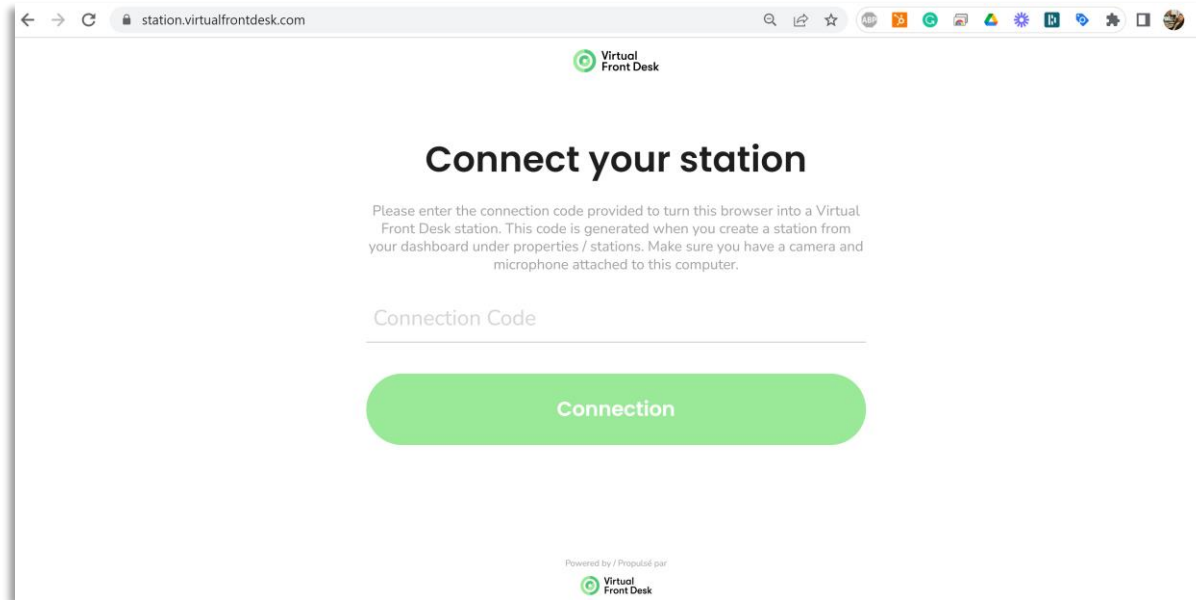 station.virtualfrontdesk.com
ABP
Virtual
Front Desk
Connect your station
Please enter the connection code provided to turn this browser into a Virtual
Front Desk station. This code is generated when you create a station from
your dashboard under properties / stations. Make sure you have a camera and
microphone attached to this computer.
Connection Code
Connection
Powered by / Propulsé par
Virtual
Front Desk